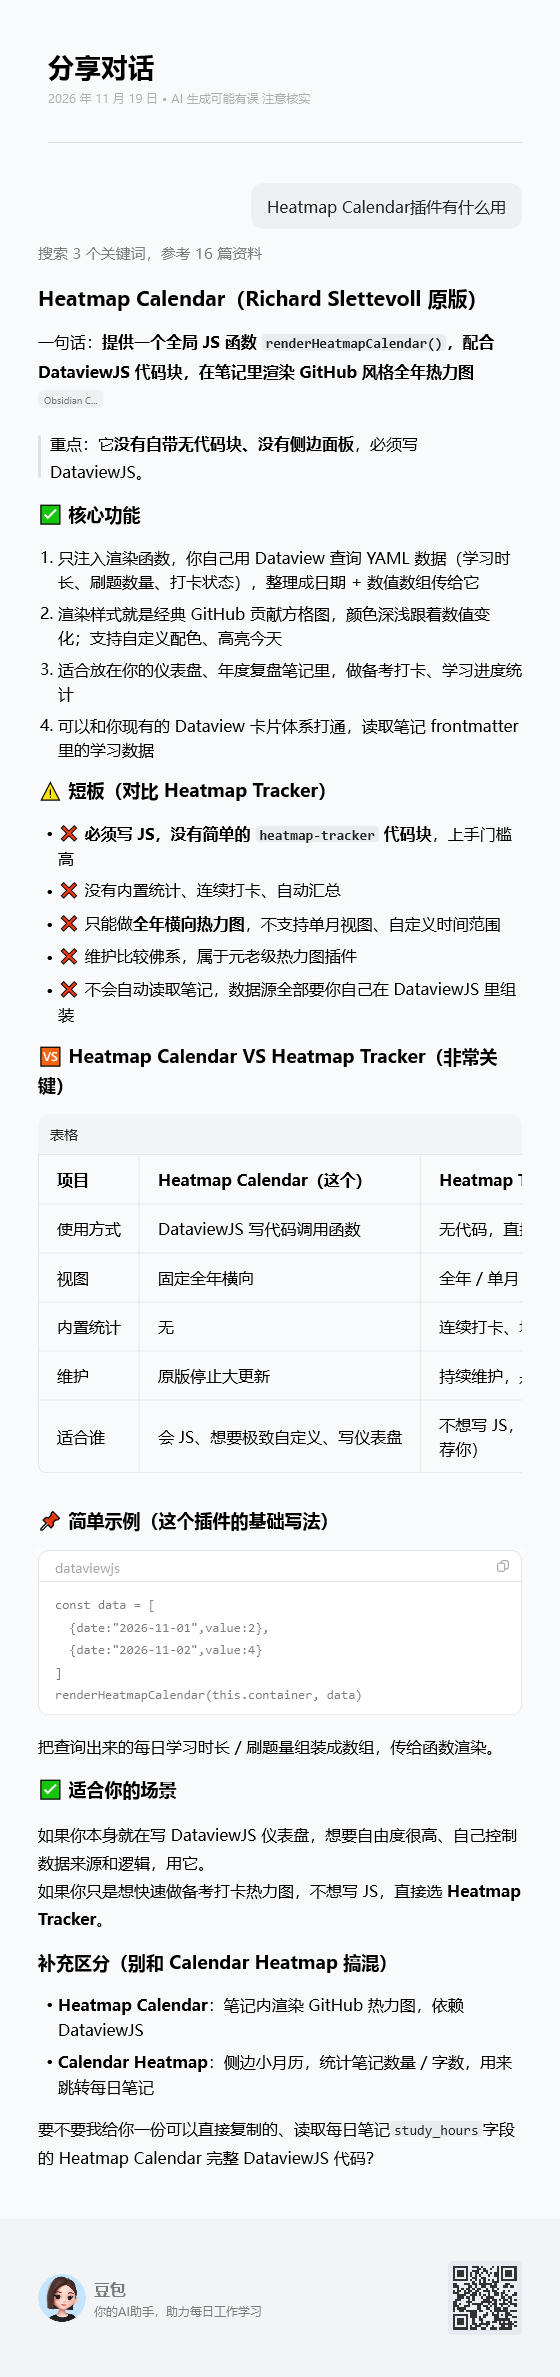 分享对话
2026 年 11 月 19 日 • AI 生成可能有误 注意核实
Heatmap Calendar插件有什么用
搜索 3 个关键词，参考 16 篇资料
Heatmap Calendar（Richard Slettevoll 原版）
一句话：提供一个全局 JS 函数 renderHeatmapCalendar()，配合
DataviewJS 代码块，在笔记里渲染 GitHub 风格全年热力图
Obsidian C...
重点：它没有自带无代码块、没有侧边面板，必须写
DataviewJS。
✅ 核心功能
1. 只注入渲染函数，你自己用 Dataview 查询 YAML 数据（学习时
长、刷题数量、打卡状态），整理成日期 + 数值数组传给它
2. 渲染样式就是经典 GitHub 贡献方格图，颜色深浅跟着数值变
化；支持自定义配色、高亮今天
3. 适合放在你的仪表盘、年度复盘笔记里，做备考打卡、学习进度统
计
4. 可以和你现有的 Dataview 卡片体系打通，读取笔记 frontmatter
里的学习数据
⚠️ 短板（对比 Heatmap Tracker）
• ❌ 必须写 JS，没有简单的 heatmap-tracker 代码块，上手门槛
高
• ❌ 没有内置统计、连续打卡、自动汇总
• ❌ 只能做全年横向热力图，不支持单月视图、自定义时间范围
• ❌ 维护比较佛系，属于元老级热力图插件
• ❌ 不会自动读取笔记，数据源全部要你自己在 DataviewJS 里组
装
🆚 Heatmap Calendar VS Heatmap Tracker（非常关
键）
表格
项目 Heatmap Calendar（这个） Heatmap
使用方式 DataviewJS 写代码调用函数 无代码，直
视图 固定全年横向 全年 / 单月
内置统计 无 连续打卡、
维护 原版停止大更新 持续维护，
适合谁 会 JS、想要极致自定义、写仪表盘 不想写 JS，
荐你）
📌 简单示例（这个插件的基础写法）
dataviewjs
const data = [
{date:"2026-11-01",value:2},
{date:"2026-11-02",value:4}
]
renderHeatmapCalendar(this.container, data)
把查询出来的每日学习时长 / 刷题量组装成数组，传给函数渲染。
✅ 适合你的场景
如果你本身就在写 DataviewJS 仪表盘，想要自由度很高、自己控制
数据来源和逻辑，用它。
如果你只是想快速做备考打卡热力图，不想写 JS，直接选 Heatmap
Tracker。
补充区分（别和 Calendar Heatmap 搞混）
• Heatmap Calendar：笔记内渲染 GitHub 热力图，依赖
DataviewJS
• Calendar Heatmap：侧边小月历，统计笔记数量 / 字数，用来
跳转每日笔记
要不要我给你一份可以直接复制的、读取每日笔记study_hours字段
的 Heatmap Calendar 完整 DataviewJS 代码？
豆包
你的AI助手，助力每日工作学习